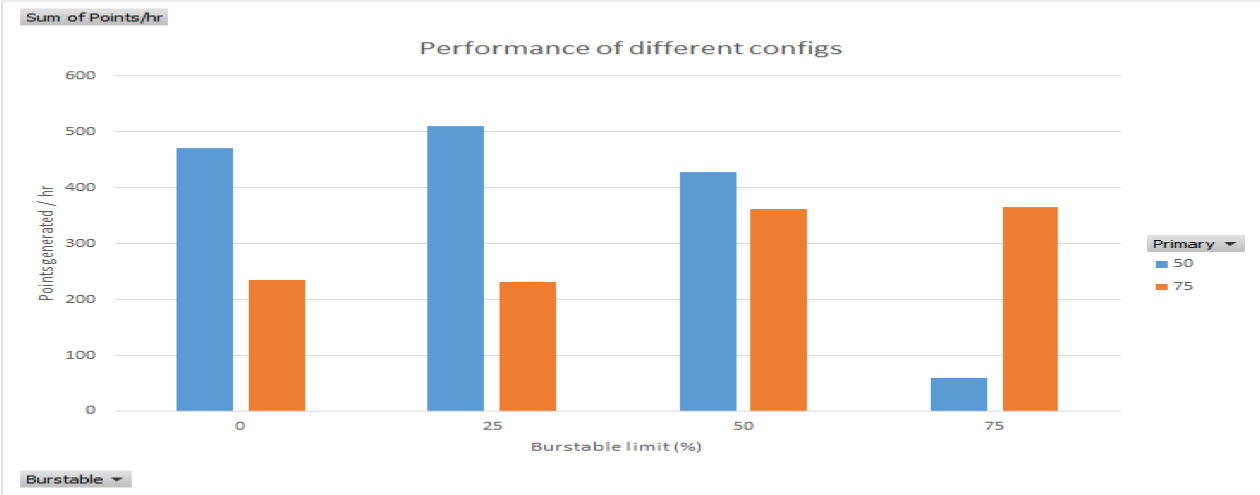 Sum of Points/hr
Performance of different configs
600
500
400
300
200
100
0
Points generated / hr
0 25 50 75
Burstable limit (%)
Primary
50
75
Burstable